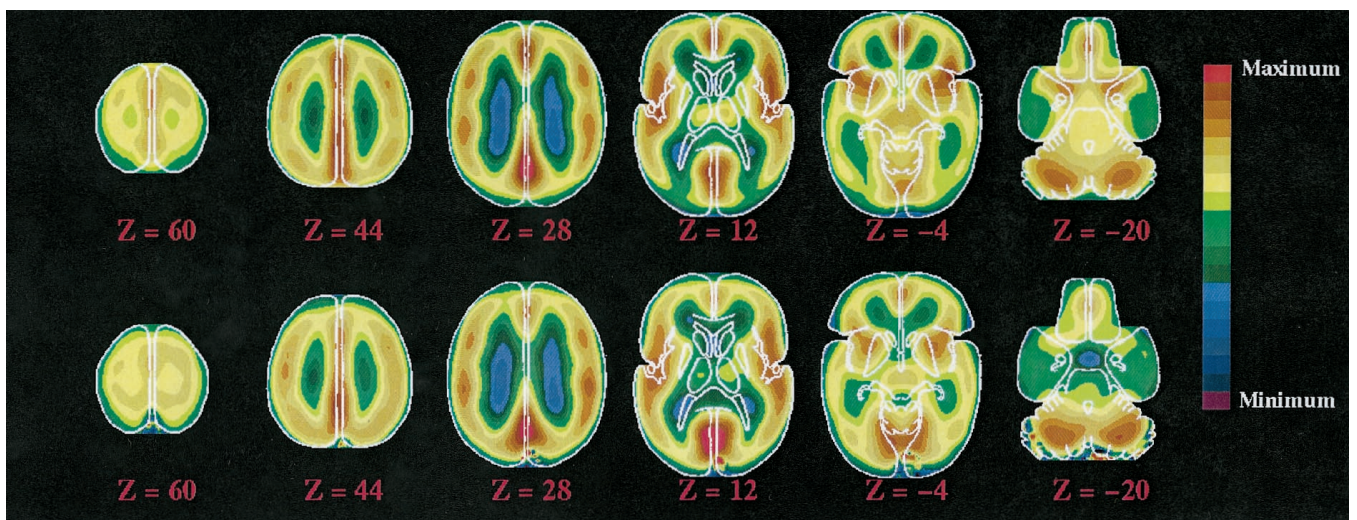 Maximum
Z = 60
Z = 44
Z = 28
Z = 12
Z = −4
Z = −20
Minimum
Z = 60
Z = 44
Z = 28
Z = 12
Z = −4
Z = −20